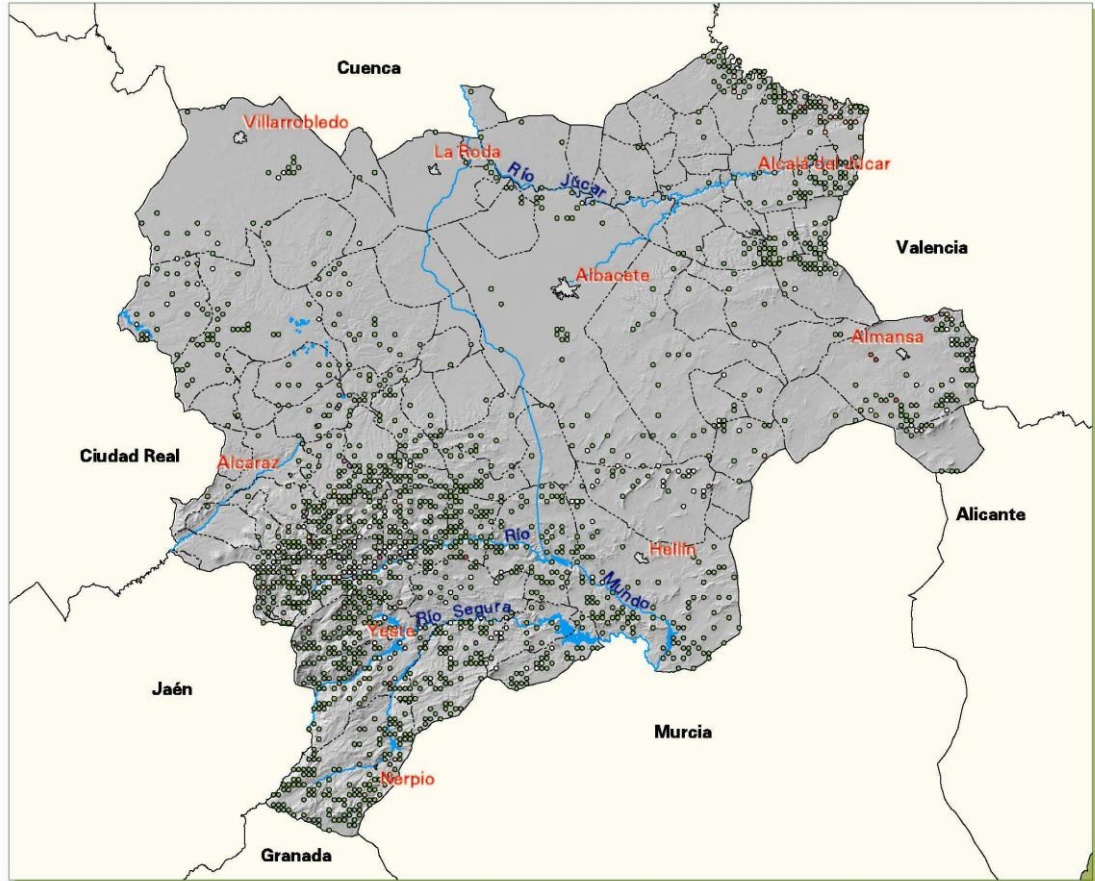 Cuenca
Villarrobledo
La Roda
Río Júcar
Alcalá del Júcar
Valencia
Albacete
Almansa
Ciudad Real
Alcaraz
Alicante
Río
Hellín
Mundo
Río Segura
Yeste
Jaén
Murcia
Nerpio
Granada